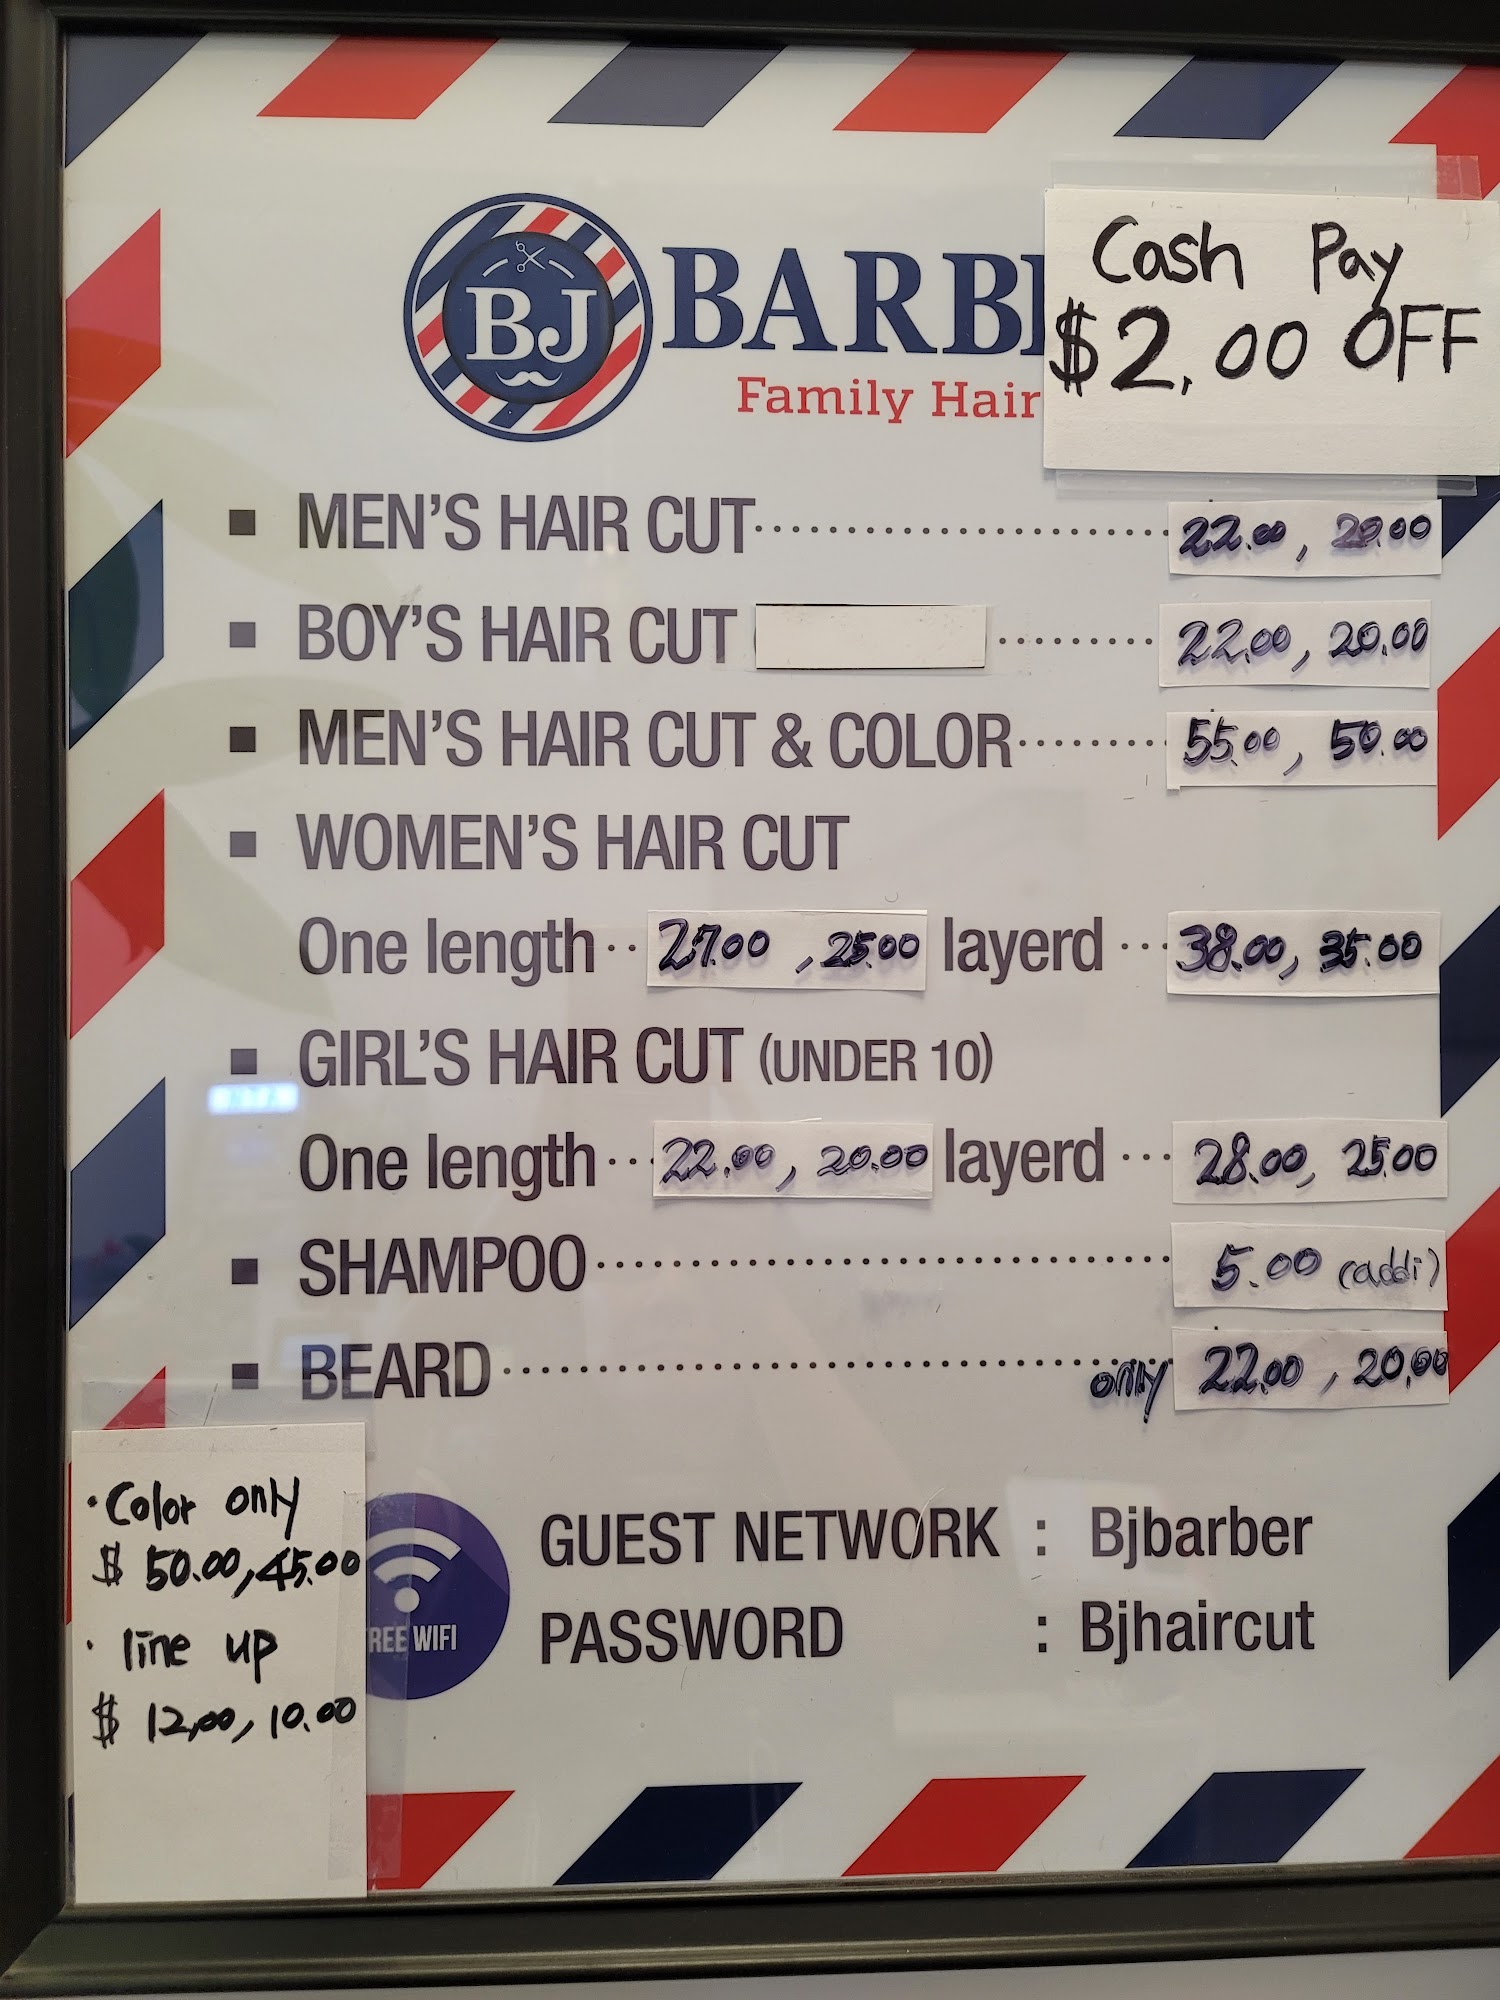 BJ
BARB
Family Hair
Cash Pay
$2.00 OFF
MEN'S HAIR CUT 22.00, 20.00
BOY'S HAIR CUT 22.00, 20.00
MEN'S HAIR CUT & COLOR 55.00, 50.00
WOMEN'S HAIR CUT
One length 27.00, 25.00 layerd 38.00, 35.00
GIRL'S HAIR CUT (UNDER 10)
One length 22.00, 20.00 layerd 28.00, 25.00
SHAMPOO 5.00 (addi)
BEARD only 22.00, 20.00
· Color only
$ 50.00, 45.00
· line up
$ 12.00, 10.00
REE WIFI
GUEST NETWORK : Bjbarber
PASSWORD : Bjhaircut